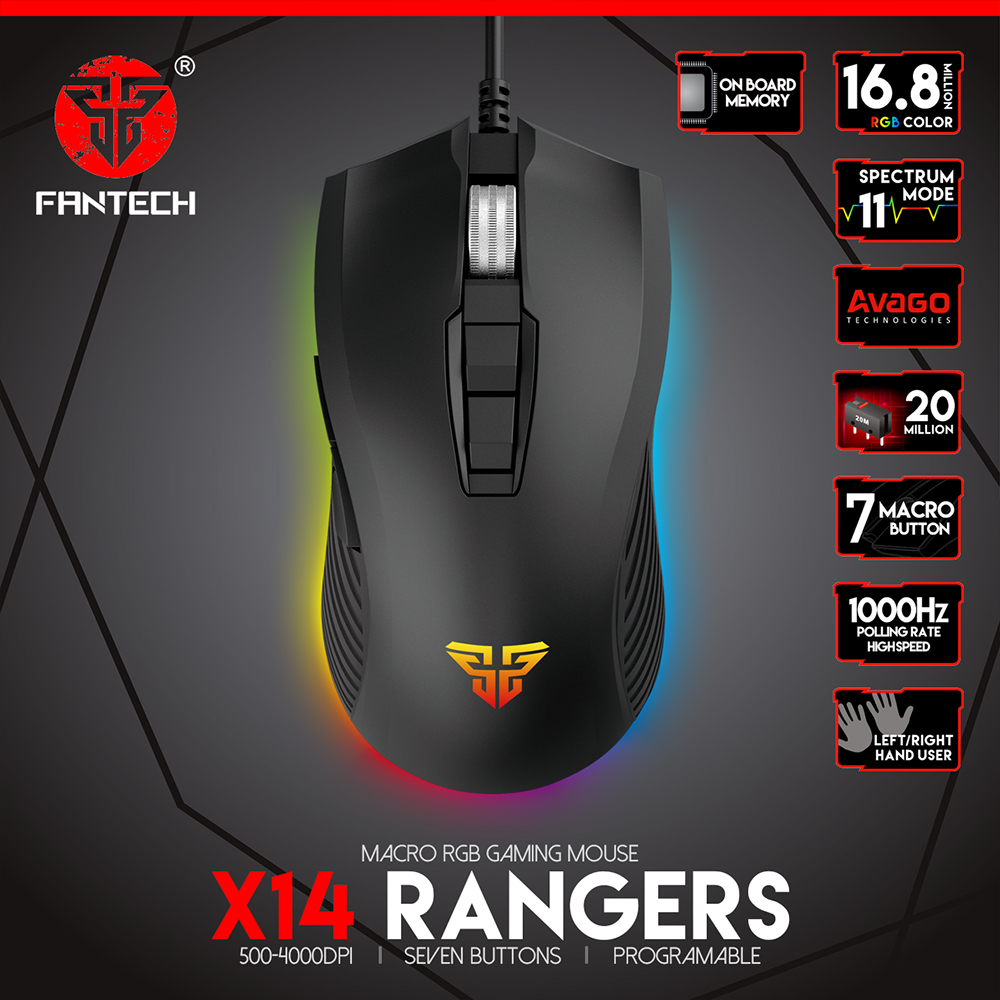 ®
FANTECH
ON BOARD
MEMORY
16.8 MILLION
RGB COLOR
SPECTRUM
11 MODE
AVAGO
TECHNOLOGIES
20M
20
MILLION
7 MACRO
BUTTON
1000Hz
POLLING RATE
HIGHSPEED
LEFT/RIGHT
HAND USER
MACRO RGB GAMING MOUSE
X14 RANGERS
500-4000DPI | SEVEN BUTTONS | PROGRAMABLE